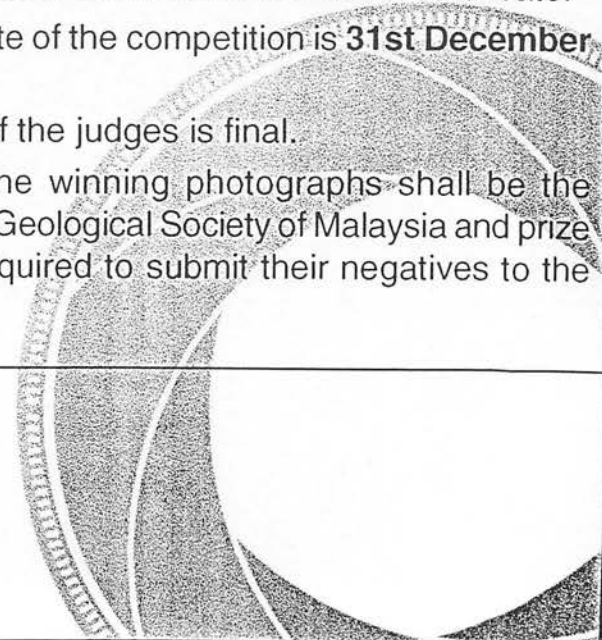 te of the competition is 31st December
f the judges is final.
he winning photographs shall be the
Geological Society of Malaysia and prize
quired to submit their negatives to the